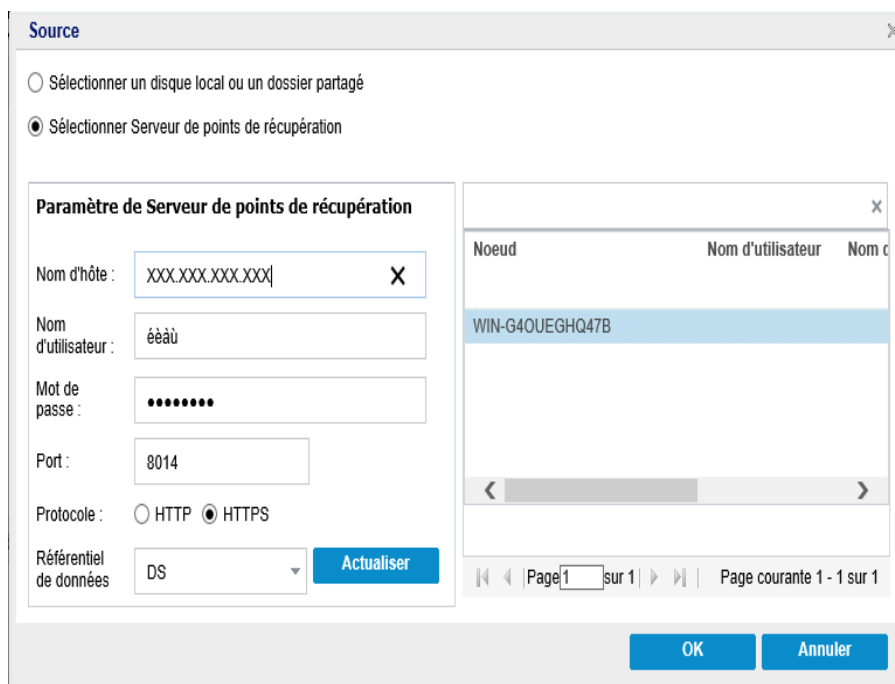 Source
Sélectionner un disque local ou un dossier partagé
Sélectionner Serveur de points de récupération
Paramètre de Serveur de points de récupération
Nom d'hôte :
XXX.XXX.XXX.XXX
Nom
d'utilisateur :
éèàù
Mot de
passe :
••••••••
Port :
8014
Protocole :
HTTP
HTTPS
Référentiel
de données
DS
Actualiser
Noeud
Nom d'utilisateur
Nom d
WIN-G4OUEGHQ47B
Page 1 sur 1
Page courante 1 - 1 sur 1
OK
Annuler